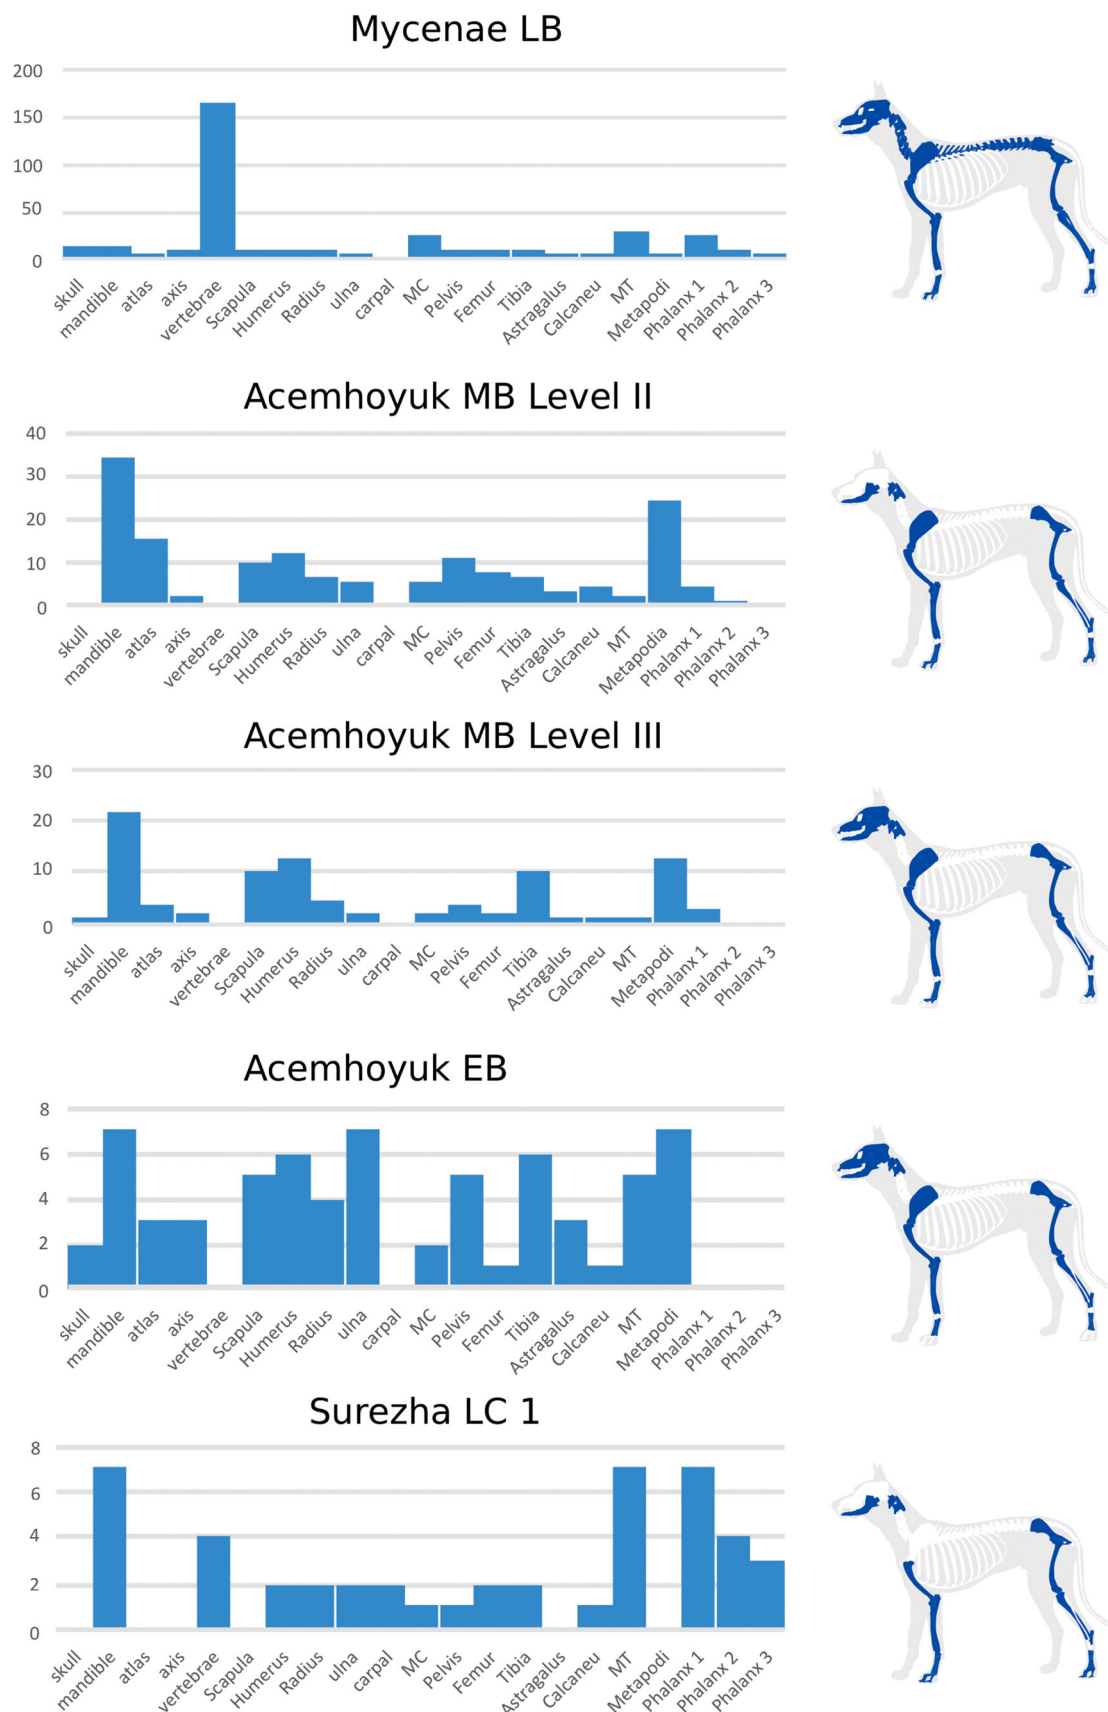 Mycenae LB
200
150
100
50
0
skull mandible atlas axis vertebrae Scapula Humerus Radius ulna carpal MC Pelvis Femur Tibia Astragalus Calcaneu MT Metapodi Phalanx 1 Phalanx 2 Phalanx 3
Acemhoyuk MB Level II
40
30
20
10
0
skull mandible atlas axis vertebrae Scapula Humerus Radius ulna carpal MC Pelvis Femur Tibia Astragalus Calcaneu MT Metapodia Phalanx 1 Phalanx 2 Phalanx 3
Acemhoyuk MB Level III
30
20
10
0
skull mandible atlas axis vertebrae Scapula Humerus Radius ulna carpal MC Pelvis Femur Tibia Astragalus Calcaneu MT Metapodi Phalanx 1 Phalanx 2 Phalanx 3
Acemhoyuk EB
8
6
4
2
0
skull mandible atlas axis vertebrae Scapula Humerus Radius ulna carpal MC Pelvis Femur Tibia Astragalus Calcaneu MT Metapodi Phalanx 1 Phalanx 2 Phalanx 3
Surezha LC 1
8
6
4
2
0
skull mandible atlas axis vertebrae Scapula Humerus Radius ulna carpal MC Pelvis Femur Tibia Astragalus Calcaneu MT Metapodi Phalanx 1 Phalanx 2 Phalanx 3